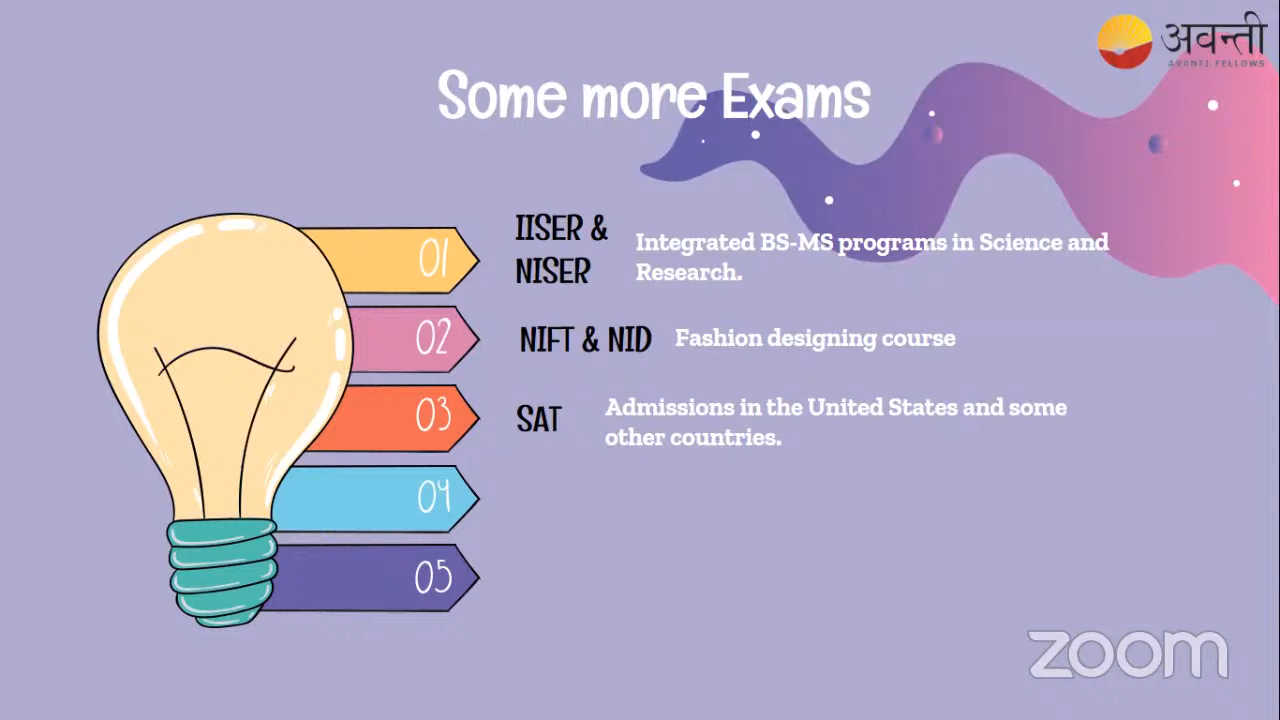 अवन्ती
AVANTI FELLOWS
Some more Exams
01
IISER &
NISER
Integrated BS-MS programs in Science and
Research.
02
NIFT & NID
Fashion designing course
03
SAT
Admissions in the United States and some
other countries.
04
05
zoom